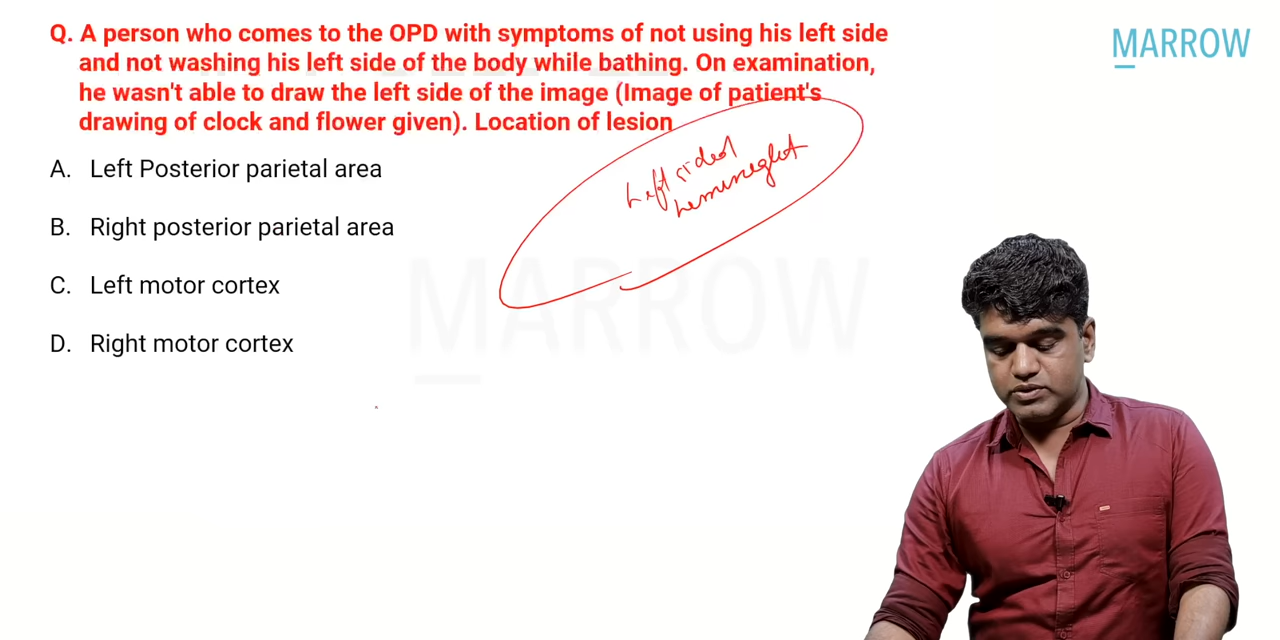 Q. A person who comes to the OPD with symptoms of not using his left side
and not washing his left side of the body while bathing. On examination,
he wasn't able to draw the left side of the image (Image of patient's
drawing of clock and flower given). Location of lesion
MARROW
Left sided
hemineglect
A. Left Posterior parietal area
B. Right posterior parietal area
C. Left motor cortex
D. Right motor cortex
MARROW